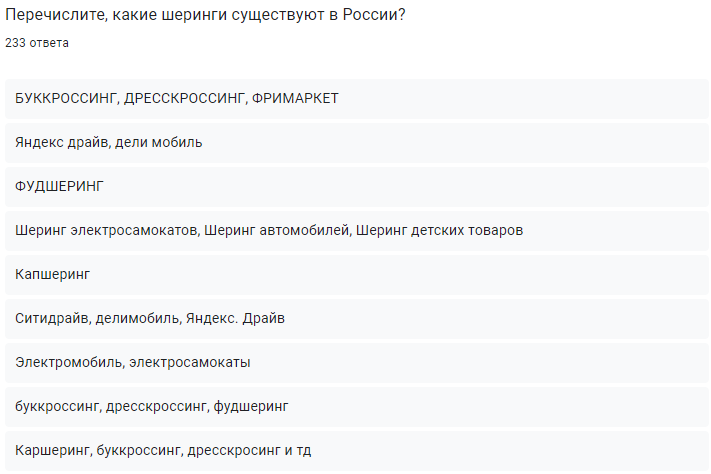 Перечислите, какие шеринги существуют в России?
233 ответа
БУККРОССИНГ, ДРЕССКРОССИНГ, ФРИМАРКЕТ
Яндекс драйв, дели мобиль
ФУДШЕРИНГ
Шеринг электросамокатов, Шеринг автомобилей, Шеринг детских товаров
Капшеринг
Ситидрайв, делимобиль, Яндекс. Драйв
Электромобиль, электросамокаты
буккроссинг, дресскроссинг, фудшеринг
Каршеринг, буккроссинг, дресскросинг и тд